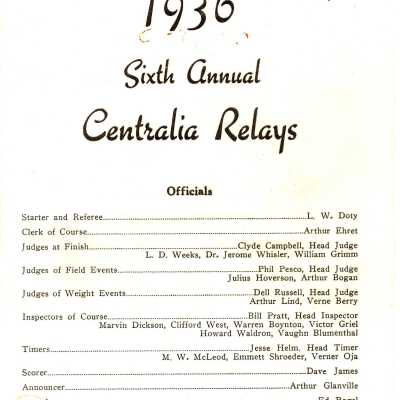 1936
Sixth Annual
Centralia Relays
Officials
Starter and Referee L. W. Doty
Clerk of Course Arthur Ehret
Judges at Finish Clyde Campbell, Head Judge
L. D. Weeks, Dr. Jerome Whisler, William Grimm
Judges of Field Events Phil Pesco, Head Judge
Julius Hoverson, Arthur Bogan
Judges of Weight Events Dell Russell, Head Judge
Arthur Lind, Verne Berry
Inspectors of Course Bill Pratt, Head Inspector
Marvin Dickson, Clifford West, Warren Boynton, Victor Griel
Howard Waldron, Vaughn Blumenthal
Timers Jesse Helm, Head Timer
M. W. McLeod, Emmett Shroeder, Verner Oja
Scorer Dave James
Announcer Arthur Glanville